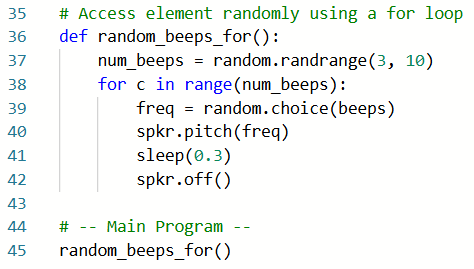 35 # Access element randomly using a for loop
36 def random_beeps_for():
37     num_beeps = random.randrange(3, 10)
38     for c in range(num_beeps):
39         freq = random.choice(beeps)
40         spkr.pitch(freq)
41         sleep(0.3)
42         spkr.off()
43
44 # -- Main Program --
45 random_beeps_for()